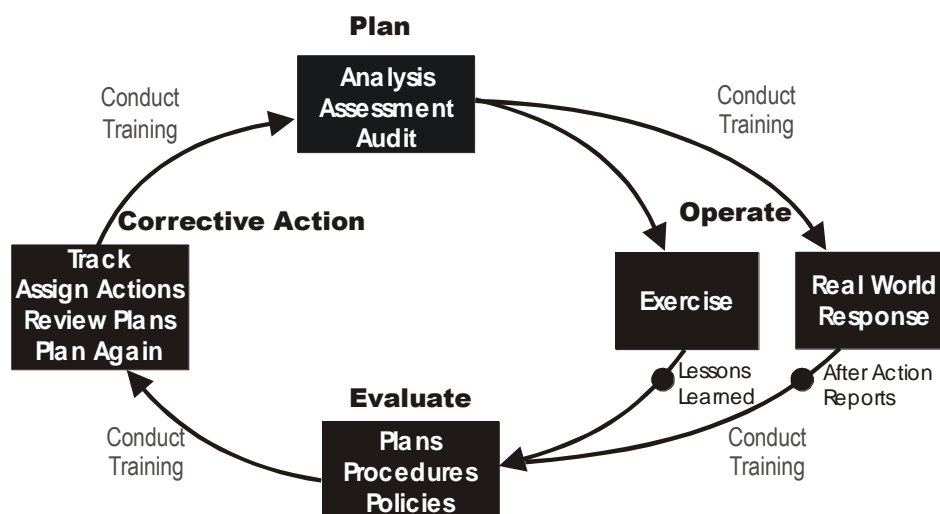 Plan
Analysis
Assessment
Audit
Conduct
Training
Conduct
Training
Corrective Action
Operate
Track
Assign Actions
Review Plans
Plan Again
Exercise
Real World
Response
Lessons
Learned
After Action
Reports
Evaluate
Plans
Procedures
Policies
Conduct
Training
Conduct
Training